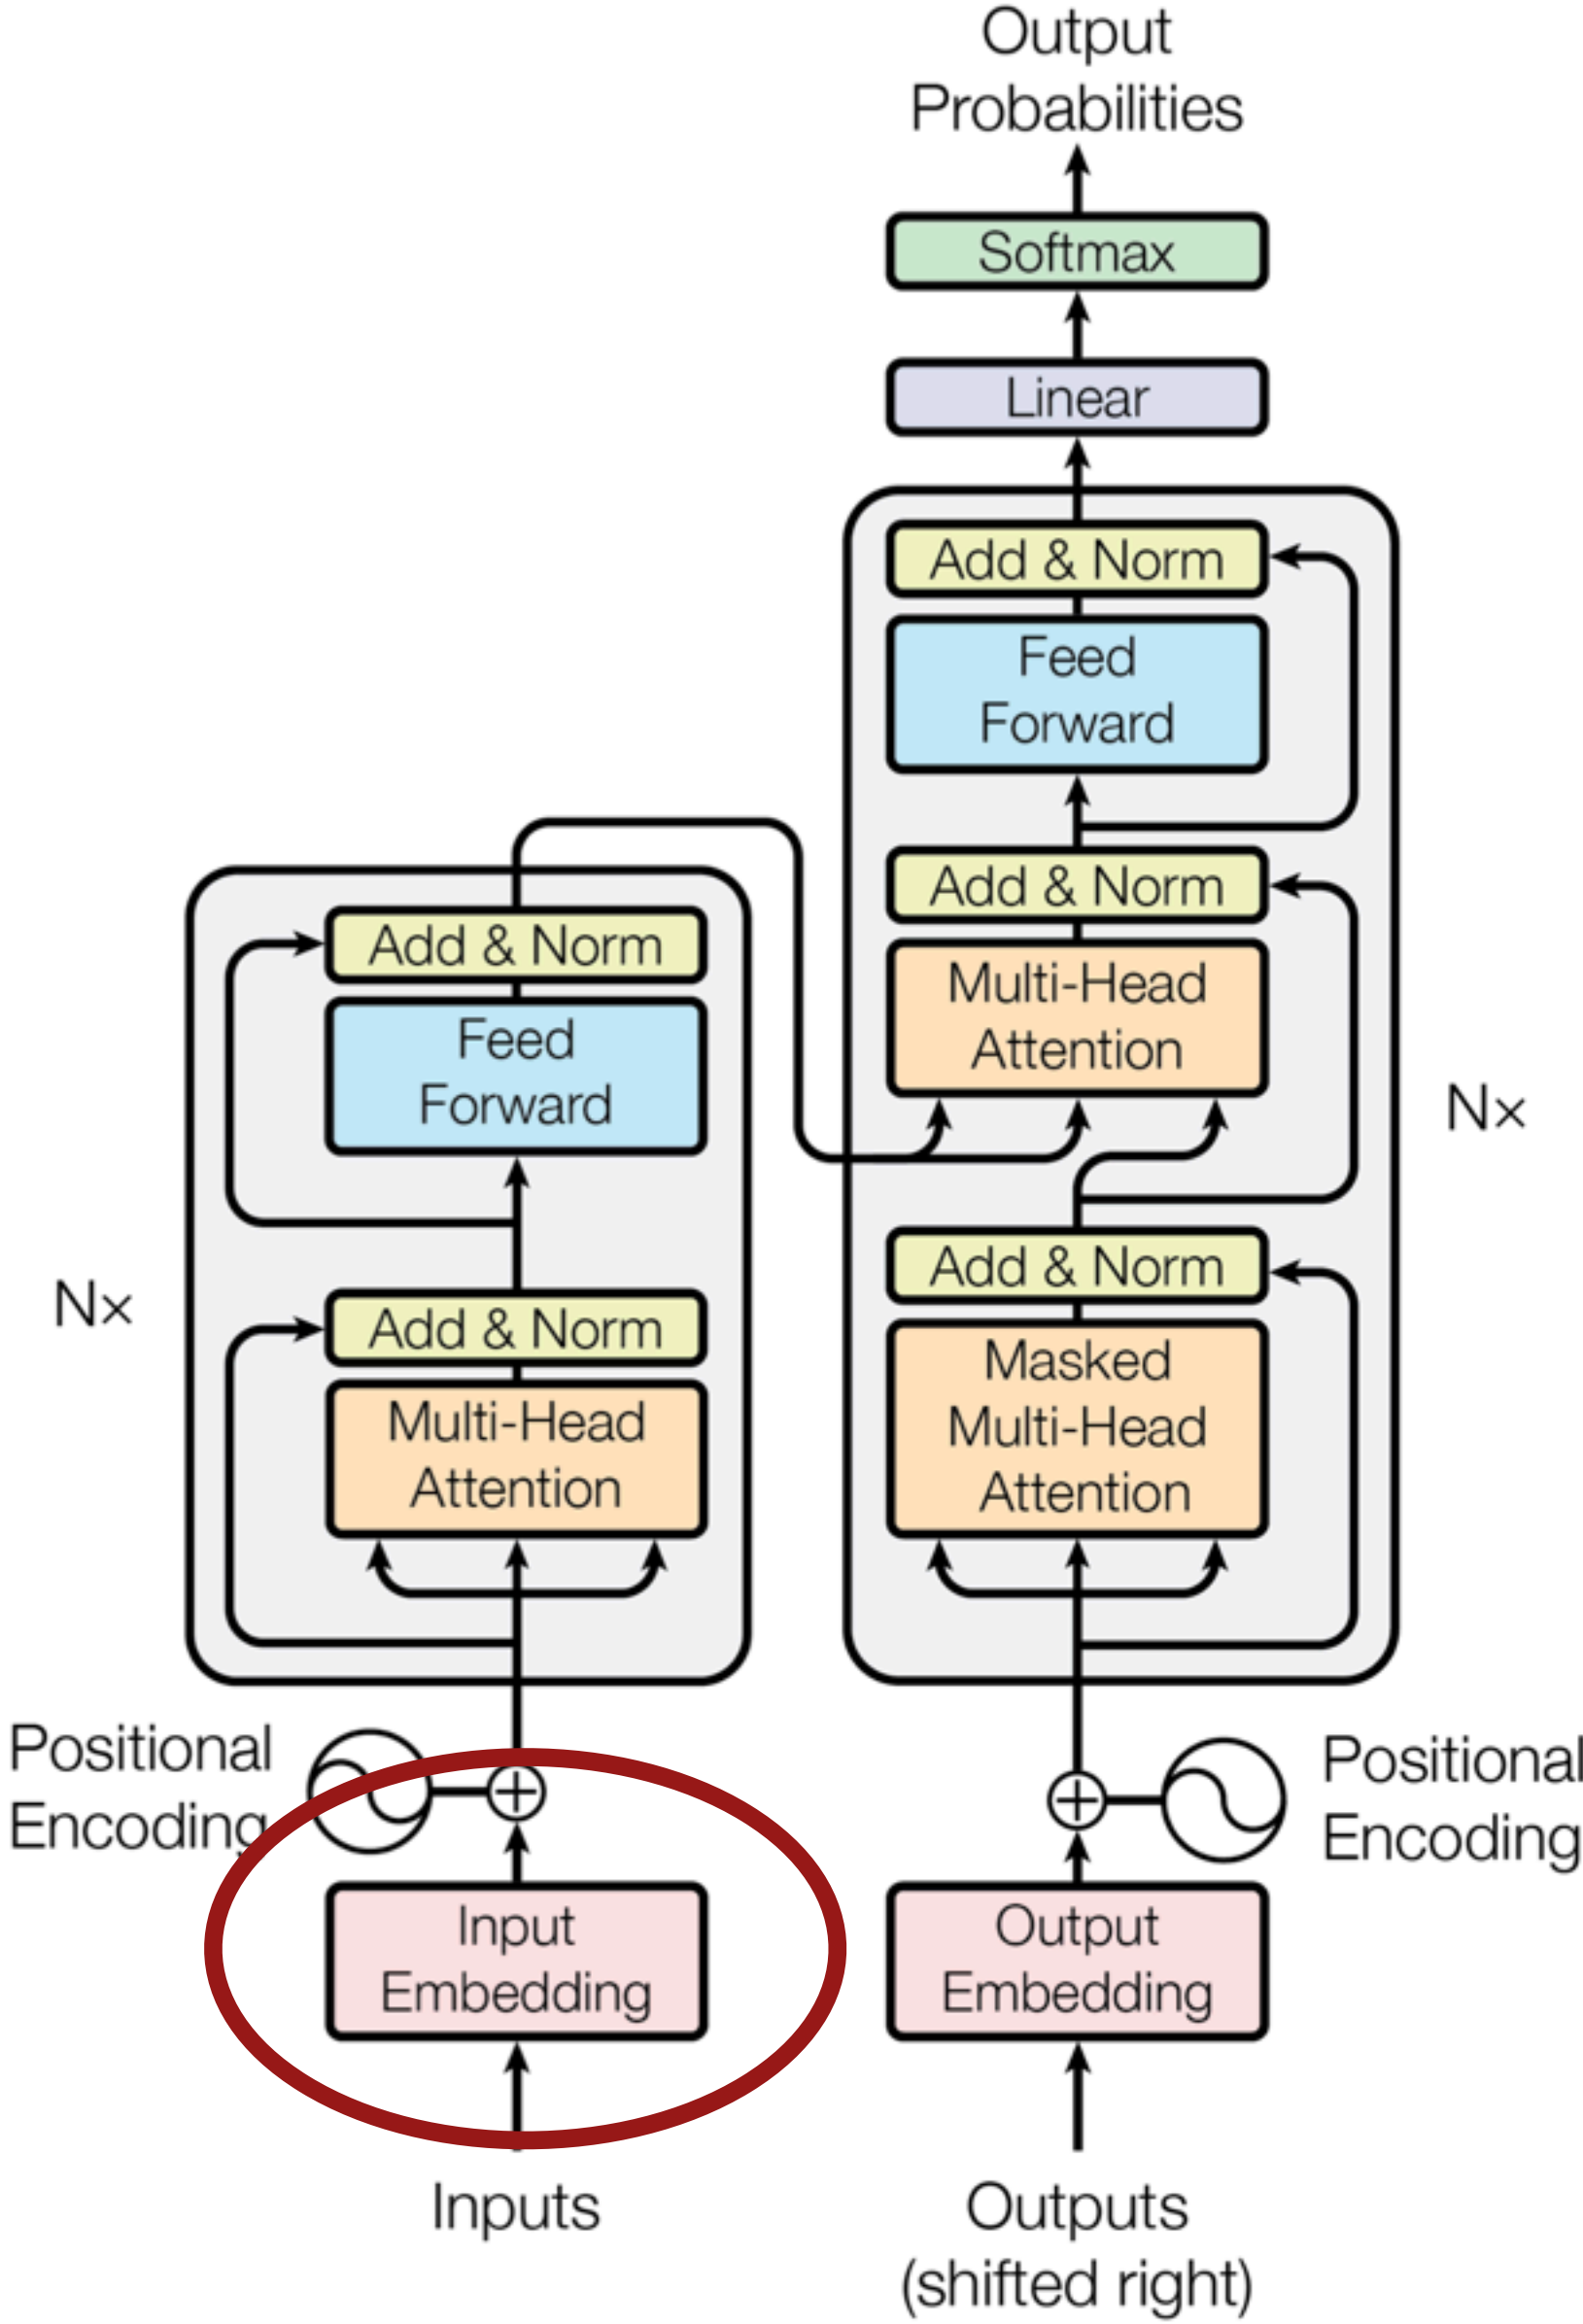 Output
Probabilities
Softmax
Linear
Add & Norm
Feed
Forward
Add & Norm
Multi-Head
Attention
Nx
Add & Norm
Masked
Multi-Head
Attention
Add & Norm
Feed
Forward
Nx
Add & Norm
Multi-Head
Attention
Positional
Encoding
Input
Embedding
Inputs
Positional
Encoding
Output
Embedding
Outputs
(shifted right)